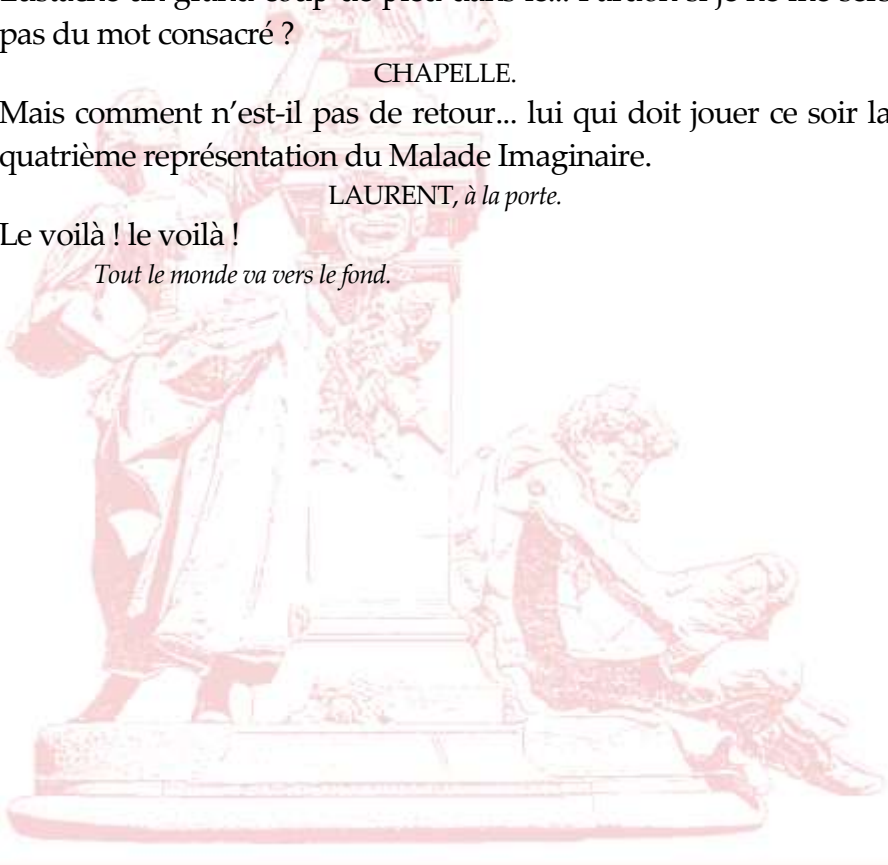 pas du mot consacré ?
CHAPELLE.
Mais comment n’est-il pas de retour... lui qui doit jouer ce soir la
quatrième représentation du Malade Imaginaire.
LAURENT, à la porte.
Le voilà ! le voilà !
Tout le monde va vers le fond.